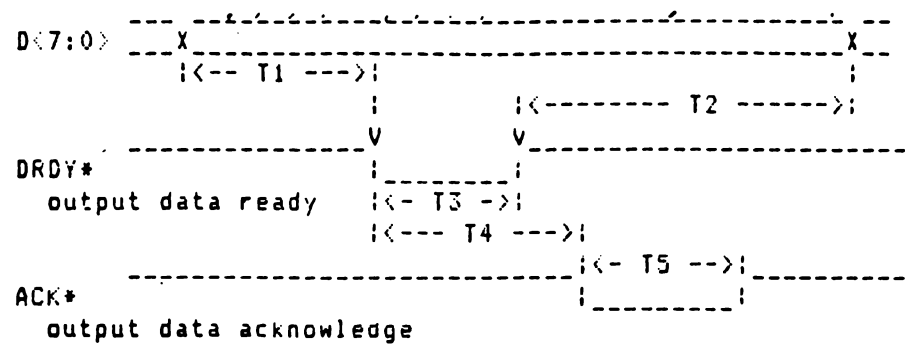 D<7:0> X X
|<-- T1 --->|
|<-------- T2 ------>|
V V
DRDY*
output data ready |<- T3 ->|
|<--- T4 --->|
|<- T5 -->|
ACK*
output data acknowledge